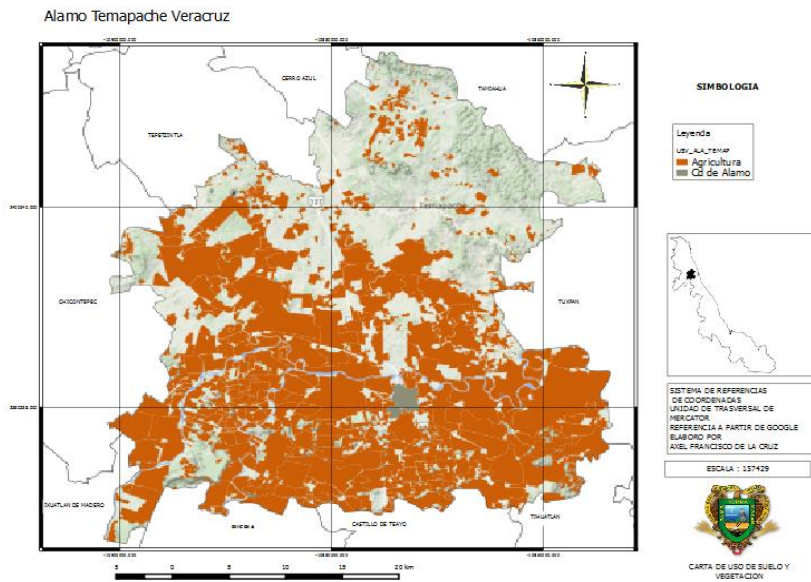 Alamo Temapache Veracruz
CERRO AZUL
TAMIAHUA
TEPETZINTLA
Temapache
CHICONTEPEC
TUXPAN
IXUATLAN DE MADERO
CASTILLO DE TEAYO
TIHUATLAN
5 0 5 10 15 20 km
SIMBOLOGIA
Leyenda
USV_ALA_TEMAP
Agricultura
Cd de Alamo
SISTEMA DE REFERENCIAS
DE COORDENADAS
UNIDAD DE TRASVERSAL DE
MERCATOR
REFERENCIA A PARTIR DE GOOGLE
ELABORO POR
AXEL FRANCISCO DE LA CRUZ
ESCALA : 157429
CARTA DE USO DE SUELO Y
VEGETACION